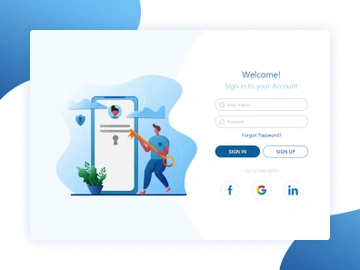 Welcome!
Sign in to your Account
Email Address
Password
Forgot Password?
SIGN IN SIGN UP
OR LOGIN WITH
f G in